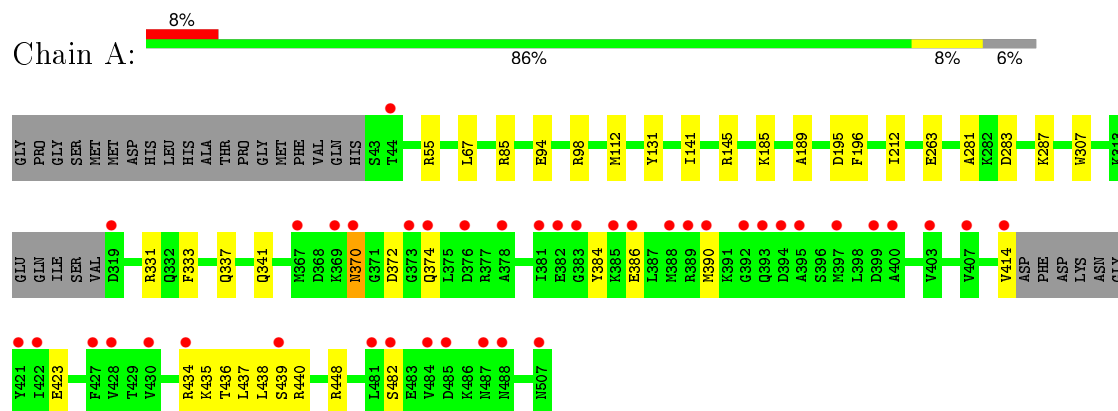 8%
Chain A:
86% 8% 6%
GLY PRO GLY SER MET MET ASP HIS LEU HIS ALA THR PRO GLY MET PHE VAL GLN HIS S43 T44 R55 L67 R85 E94 R98 M112 Y131 I141 R145 K185 A189 D195 F196 I212 E263 A281 K282 D283 K287 W307 K313
GLU GLN ILE SER VAL D319 R331 Q332 F333 Q337 Q341 M367 D368 K369 N370 G371 D372 G373 Q374 L375 D376 R377 A378 I381 E382 G383 Y384 K385 E386 L387 M388 R389 M390 K391 G392 Q393 D394 A395 S396 M397 L398 D399 A400 V403 V407 V414 ASP PHE ASP LYS ASN GLY
Y421 I422 E423 F427 V428 T429 V430 R434 K435 T436 L437 L438 S439 R440 R448 L481 S482 E483 V484 D485 K486 N487 N488 N507